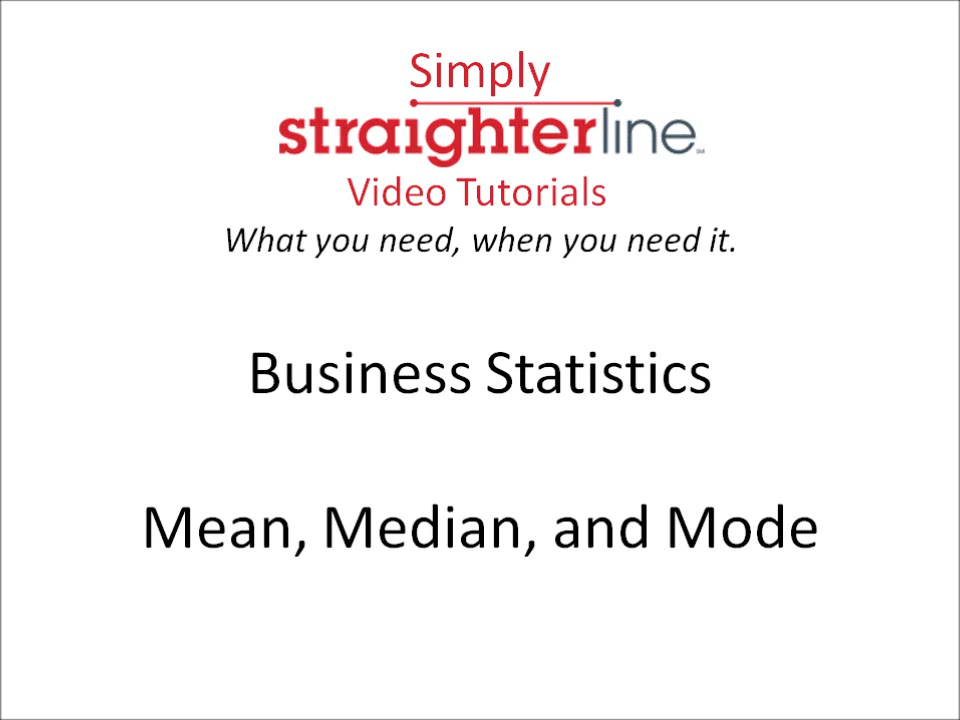 Simply
straighterline
Video Tutorials
What you need, when you need it.
Business Statistics
Mean, Median, and Mode